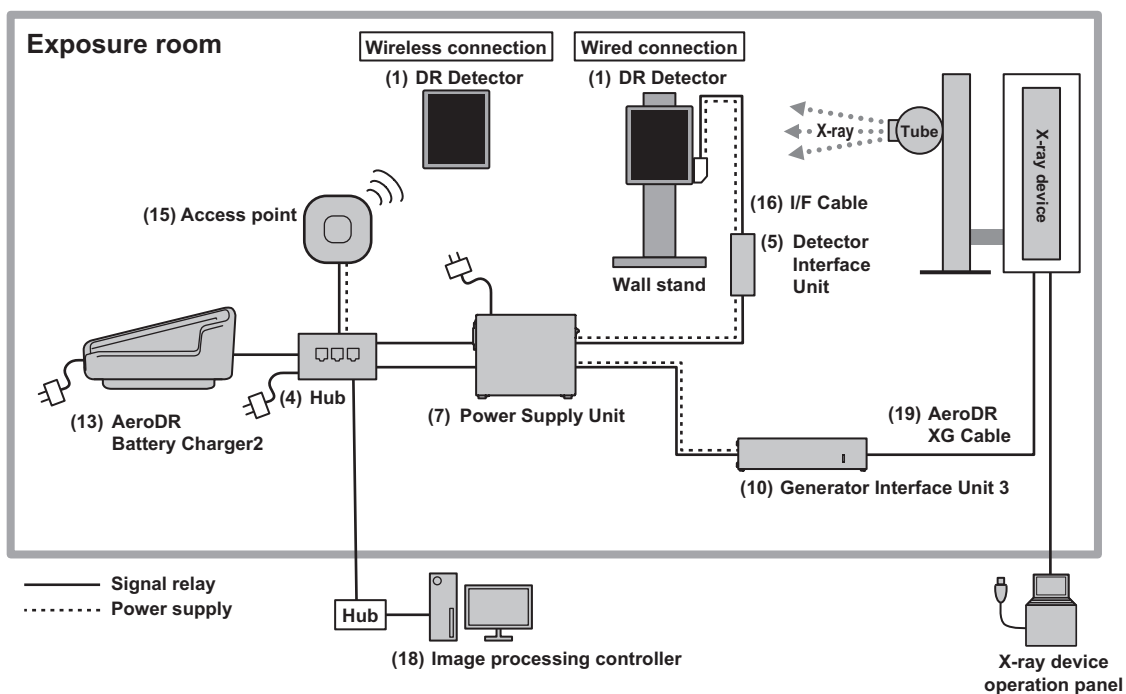 Exposure room
Wireless connection
(1) DR Detector
Wired connection
(1) DR Detector
X-ray
Tube
X-ray device
(15) Access point
(16) I/F Cable
(5) Detector
Interface
Unit
Wall stand
(13) AeroDR
Battery Charger2
(4) Hub
(7) Power Supply Unit
(19) AeroDR
XG Cable
(10) Generator Interface Unit 3
Signal relay
Power supply
Hub
(18) Image processing controller
X-ray device
operation panel